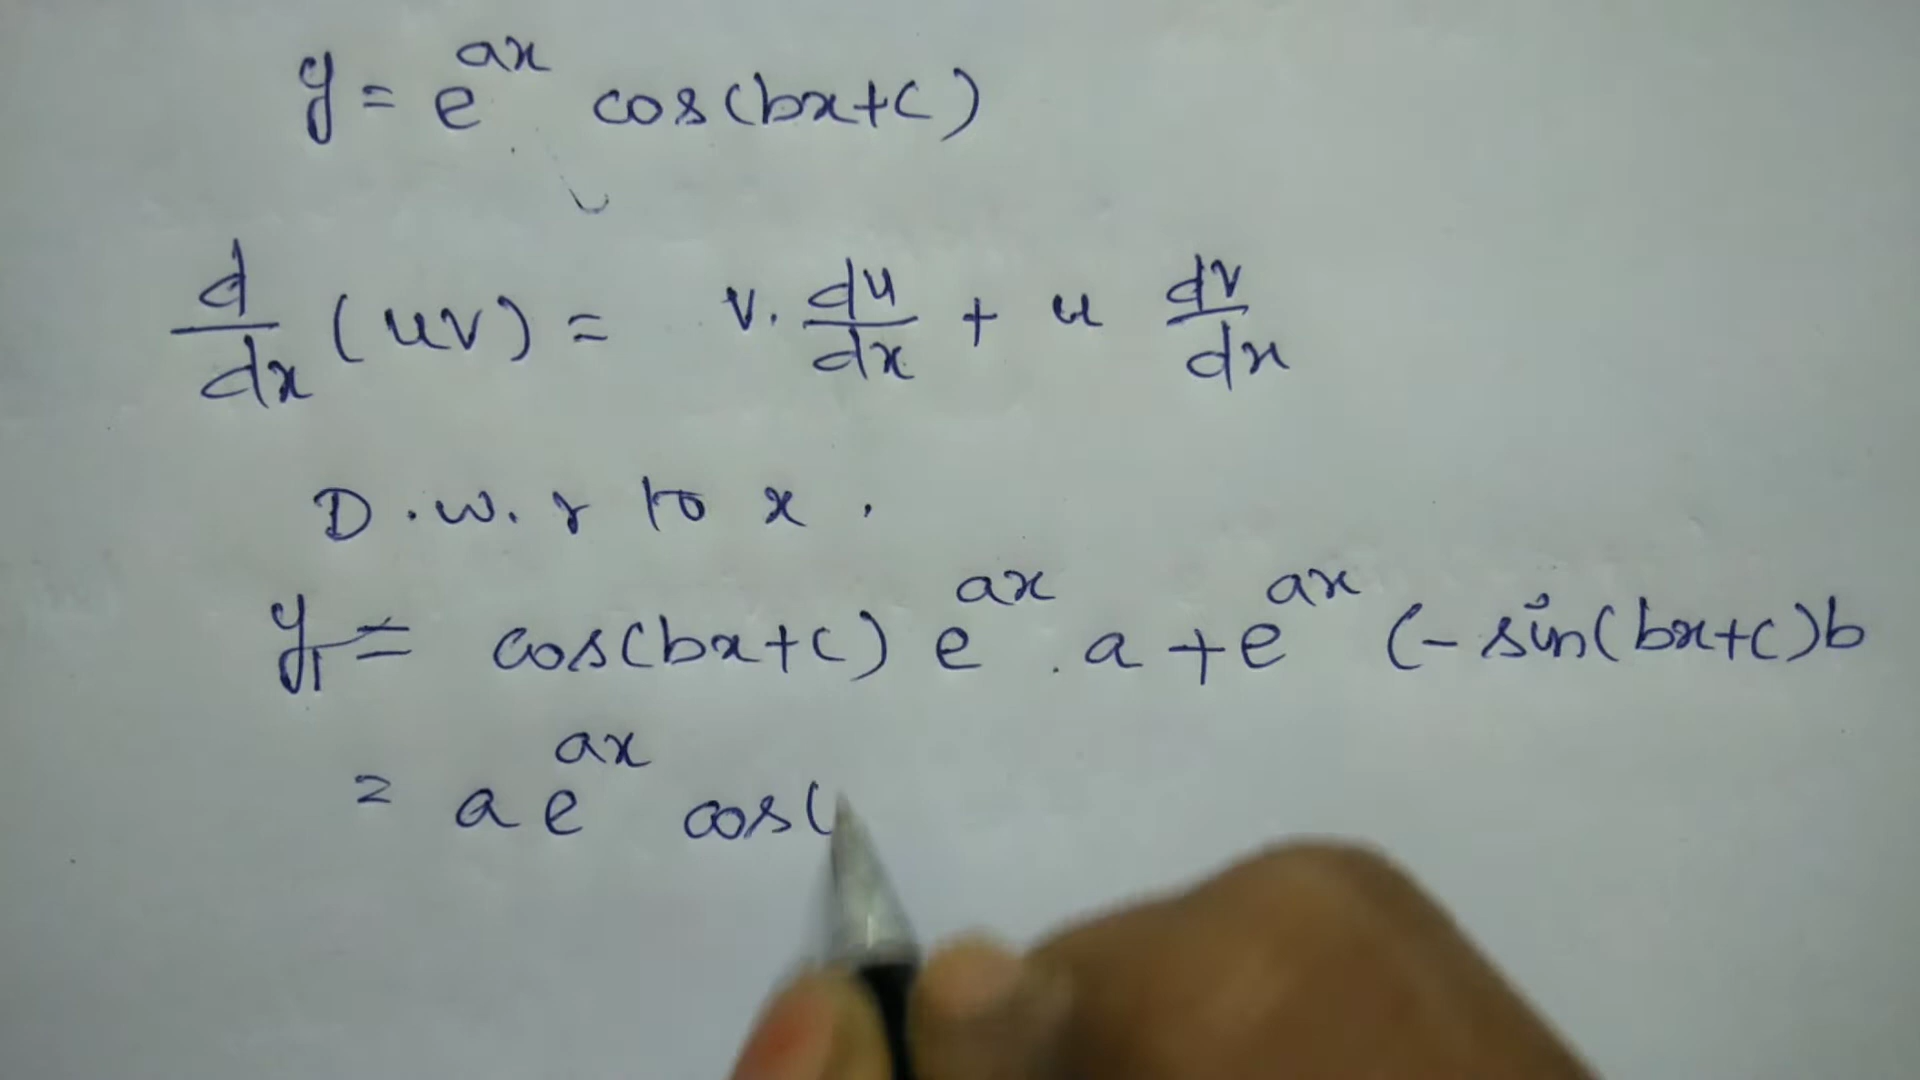 y = e^{ax} cos(bx+c)
d/dx (uv) = v. du/dx + u dv/dx
D.w.r to x.
y₁ = cos(bx+c) e^{ax} . a + e^{ax} (- sin(bx+c)b
= a e^{ax} cos(